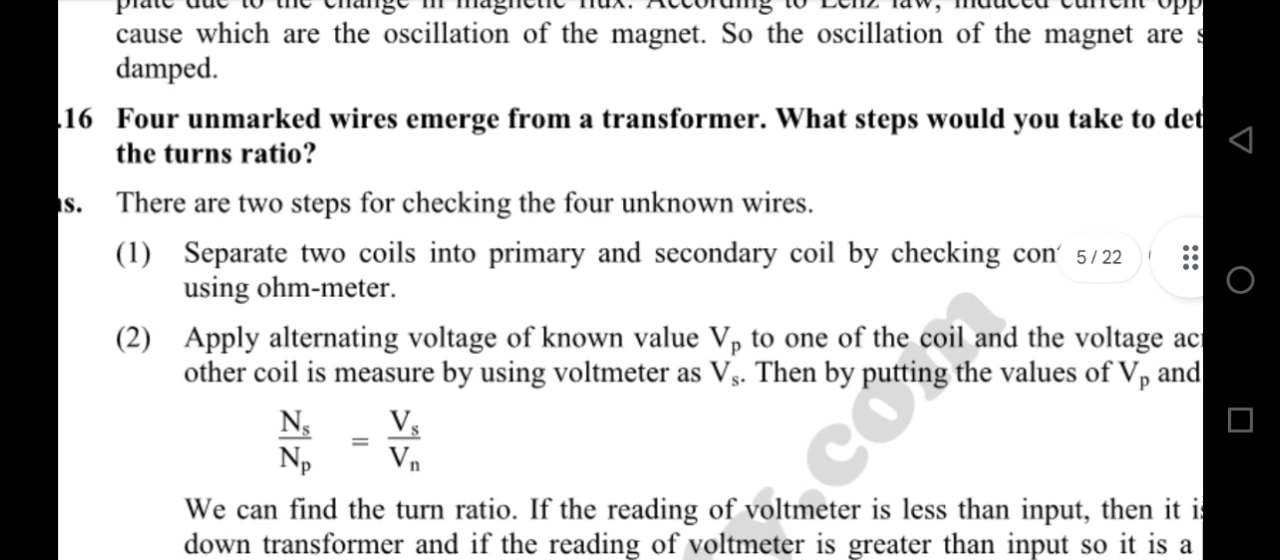 cause which are the oscillation of the magnet. So the oscillation of the magnet are s
damped.
.16 Four unmarked wires emerge from a transformer. What steps would you take to det
the turns ratio?
s. There are two steps for checking the four unknown wires.
(1) Separate two coils into primary and secondary coil by checking con
5 / 22
using ohm-meter.
(2) Apply alternating voltage of known value Vp to one of the coil and the voltage ac
other coil is measure by using voltmeter as Vs. Then by putting the values of Vp and
Ns/Np = Vs/Vn
We can find the turn ratio. If the reading of voltmeter is less than input, then it is
down transformer and if the reading of voltmeter is greater than input so it is a
.com